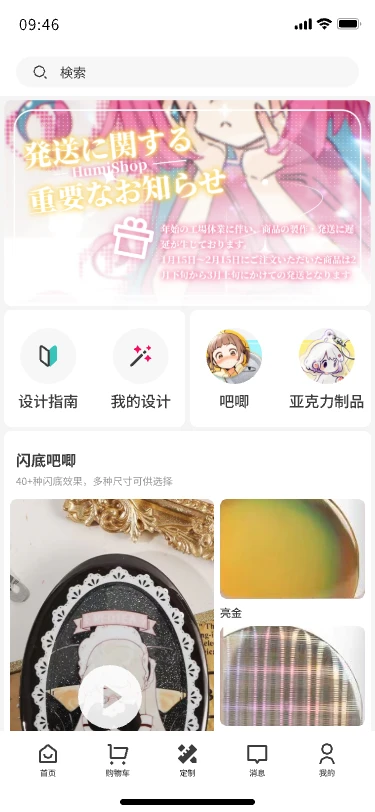 09:46
検索
発送に関する
HumiShop
重要なお知らせ
年始の工場休業に伴い、商品の製作・発送に遅
延が生じております
1月15日~2月15日にご注文いただいた商品は2
月下旬から3月上旬にかけての発送となります
设计指南
我的设计
吧唧
亚克力制品
闪底吧唧
40+种闪底效果，多种尺寸可供选择
亮金
首页
购物车
定制
消息
我的